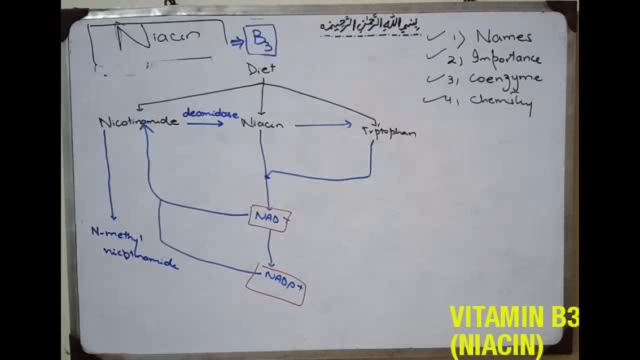 Niacin ⇒ B3
بسم الله الرحمن الرحيم
1) Names
2) Importance
3) Coenzyme
4) Chemistry
Diet
Nicotinamide deamidase Niacin Tryptophan
NAD+
N-methyl
nicotinamide
NADP+
VITAMIN B3
(NIACIN)